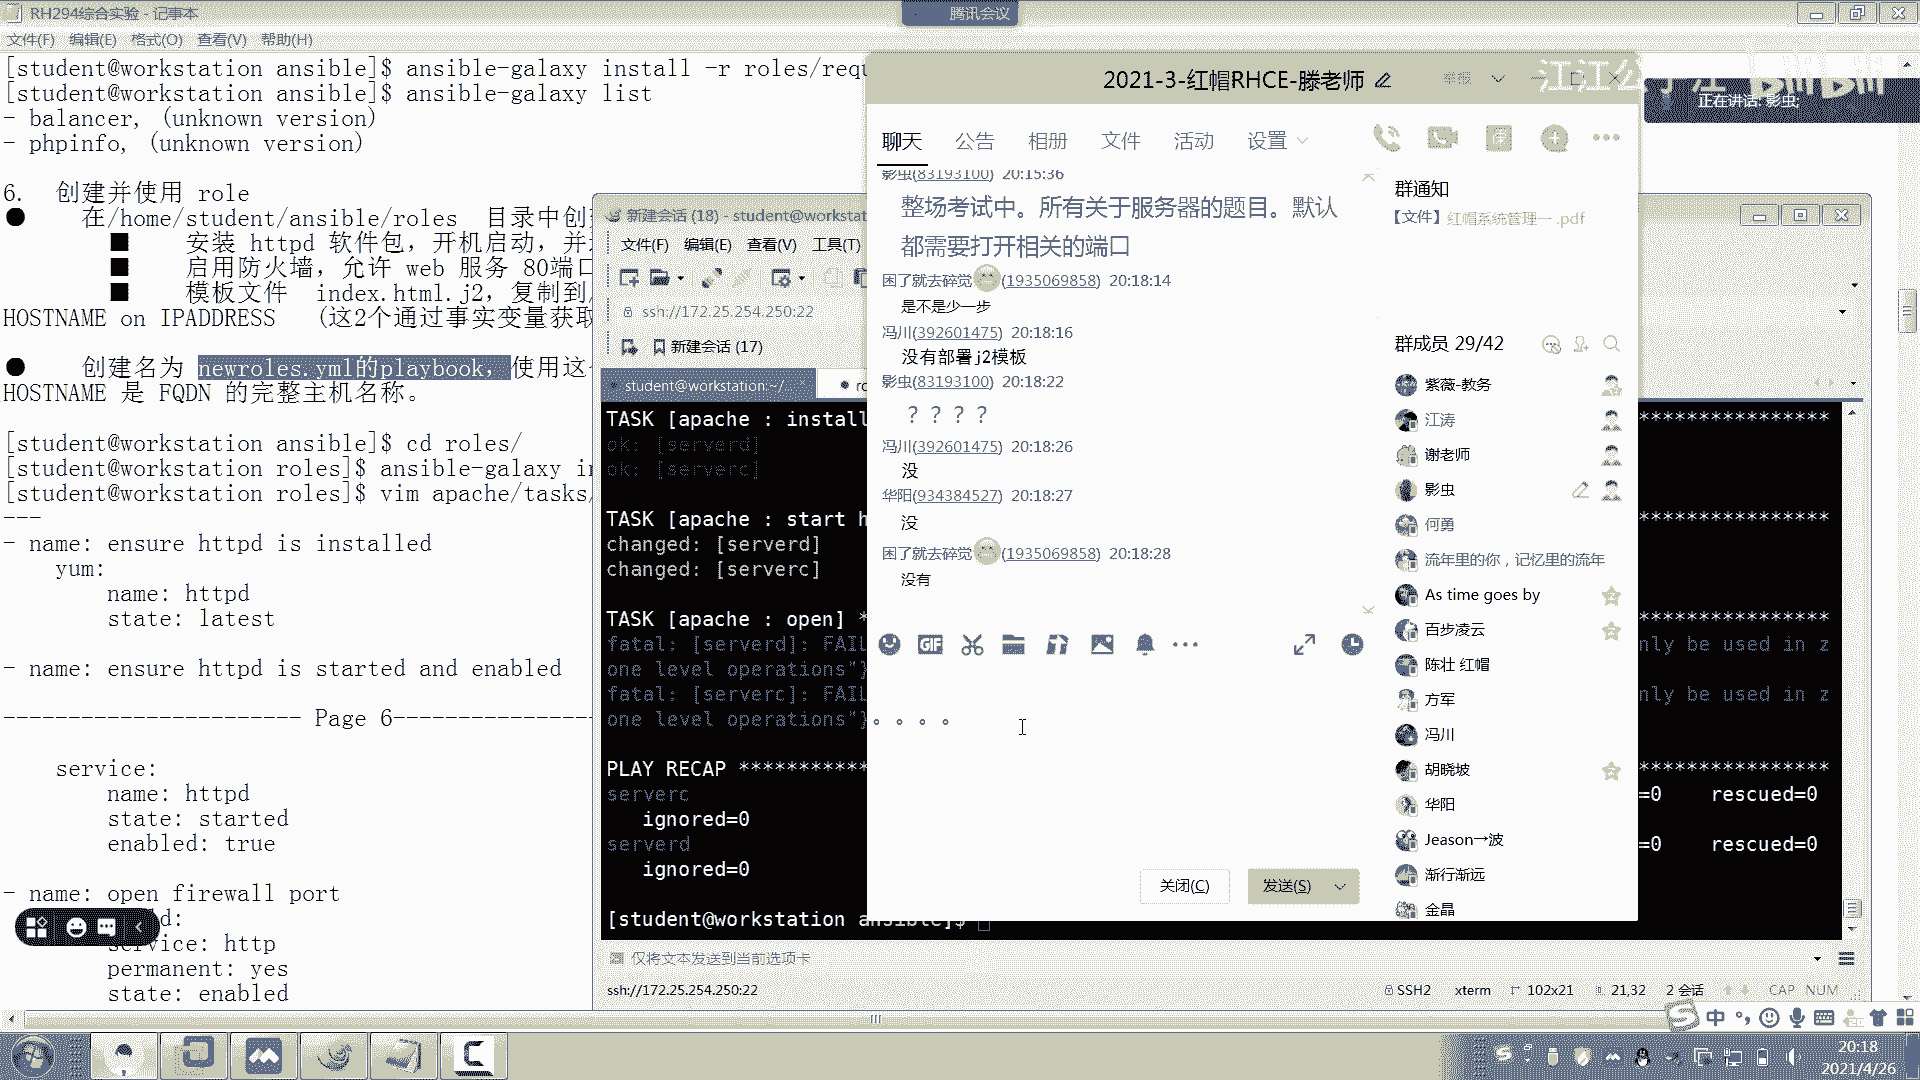 RH294综合实验 - 记事本
腾讯会议
文件(F) 编辑(E) 格式(O) 查看(V) 帮助(H)
[student@workstation ansible]$ ansible-galaxy install -r roles/requ
[student@workstation ansible]$ ansible-galaxy list
- balancer, (unknown version)
- phpinfo, (unknown version)
6. 创建并使用 role
● 在/home/student/ansible/roles 目录中创
■ 安装 httpd 软件包，开机启动，并
■ 启用防火墙，允许 web 服务 80端口
■ 模板文件 index.html.j2，复制到
HOSTNAME on IPADDRESS （这2个通过事实变量获取
● 创建名为 newroles.yml的playbook，使用这
HOSTNAME 是 FQDN 的完整主机名称。
[student@workstation ansible]$ cd roles/
[student@workstation roles]$ ansible-galaxy in
[student@workstation roles]$ vim apache/tasks/
---
- name: ensure httpd is installed
yum:
name: httpd
state: latest
- name: ensure httpd is started and enabled
----------------------- Page 6---------------
service:
name: httpd
state: started
enabled: true
- name: open firewall port
d:
service: http
permanent: yes
state: enabled
新建会话 (18) - student@workstat
文件(F) 编辑(E) 查看(V) 工具(T)
ssh://172.25.254.250:22
新建会话 (17)
student@workstation:~/...
TASK [apache : install
ok: [serverd]
ok: [serverc]
TASK [apache : start h
changed: [serverd]
changed: [serverc]
TASK [apache : open] *
fatal: [serverd]: FAIL
nly be used in z
one level operations"}
fatal: [serverc]: FAIL
nly be used in z
one level operations"}
PLAY RECAP ***********
serverc
=0 rescued=0
ignored=0
serverd
=0 rescued=0
ignored=0
[student@workstation ansible]$
仅将文本发送到当前选项卡
ssh://172.25.254.250:22
SSH2 xterm 102x21 21,32 2 会话 CAP NUM
2021-3-红帽RHCE-滕老师
举报
正在讲话: 影虫;
bilibili
聊天 公告 相册 文件 活动 设置
影虫(83193100) 20:15:36
整场考试中。所有关于服务器的题目。默认
都需要打开相关的端口
困了就去碎觉(1935069858) 20:18:14
是不是少一步
冯川(392601475) 20:18:16
没有部署j2模板
影虫(83193100) 20:18:22
？？？？
冯川(392601475) 20:18:26
没
华阳(934384527) 20:18:27
没
困了就去碎觉(1935069858) 20:18:28
没有
。。。。
关闭(C) 发送(S)
群通知
【文件】红帽系统管理一 .pdf
群成员 29/42
紫薇-教务
江涛
谢老师
影虫
何勇
流年里的你，记忆里的流年
As time goes by
百步凌云
陈壮 红帽
方军
冯川
胡晓坡
华阳
Jeason→波
渐行渐远
金晶
中
20:18
2021/4/26